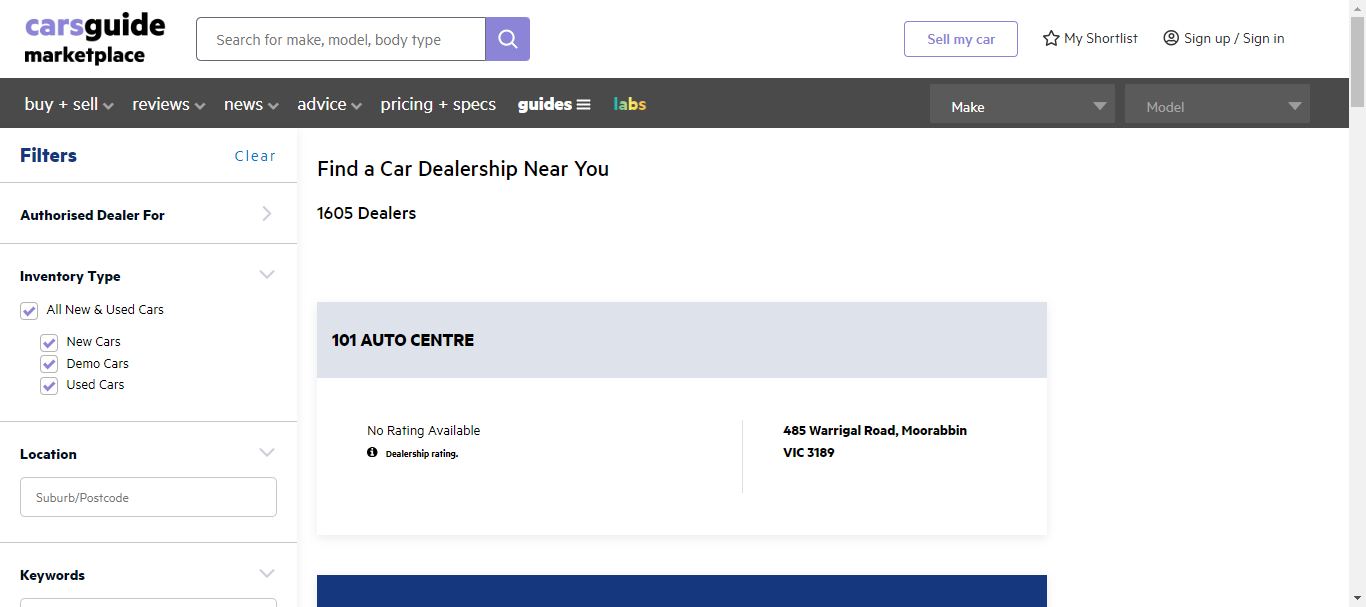 carsguide
marketplace
Search for make, model, body type
Sell my car
My Shortlist
Sign up / Sign in
buy + sell
reviews
news
advice
pricing + specs
guides
labs
Make
Model
Filters
Clear
Authorised Dealer For
Inventory Type
All New & Used Cars
New Cars
Demo Cars
Used Cars
Location
Suburb/Postcode
Keywords
Find a Car Dealership Near You
1605 Dealers
101 AUTO CENTRE
No Rating Available
Dealership rating.
485 Warrigal Road, Moorabbin
VIC 3189